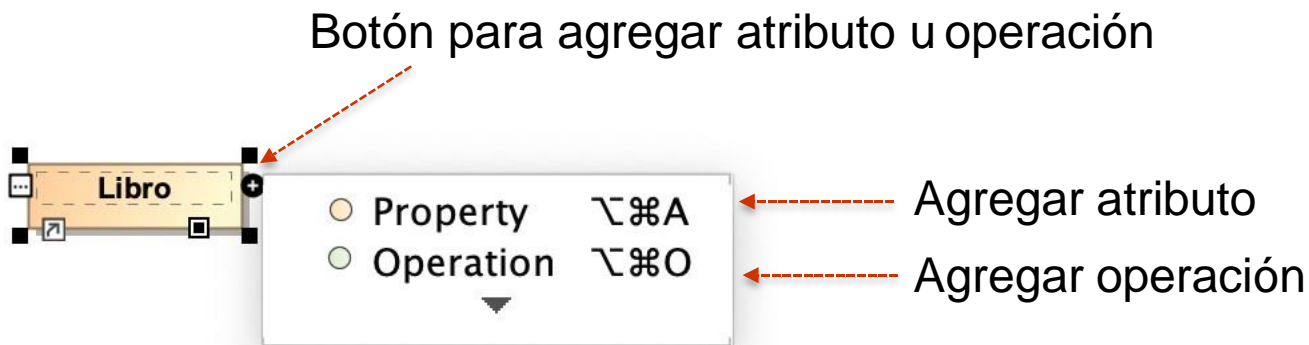 Botón para agregar atributo u operación
Libro
Property ⌥⌘A
Agregar atributo
Operation ⌥⌘O
Agregar operación